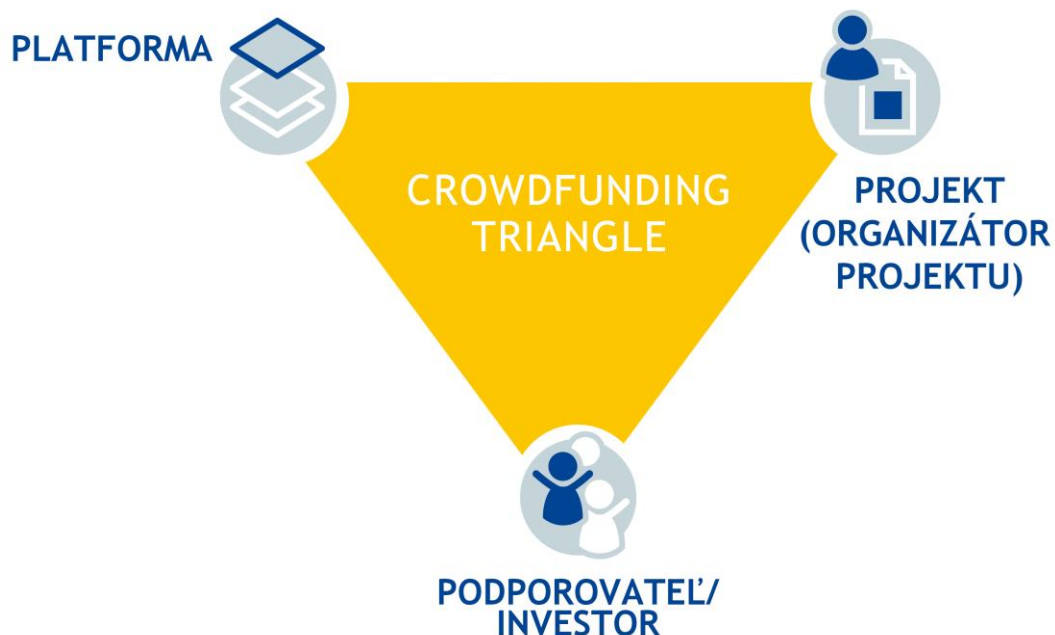 PLATFORMA
CROWDFUNDING
TRIANGLE
PROJEKT
(ORGANIZÁTOR
PROJEKTU)
PODPOROVATEĽ/
INVESTOR